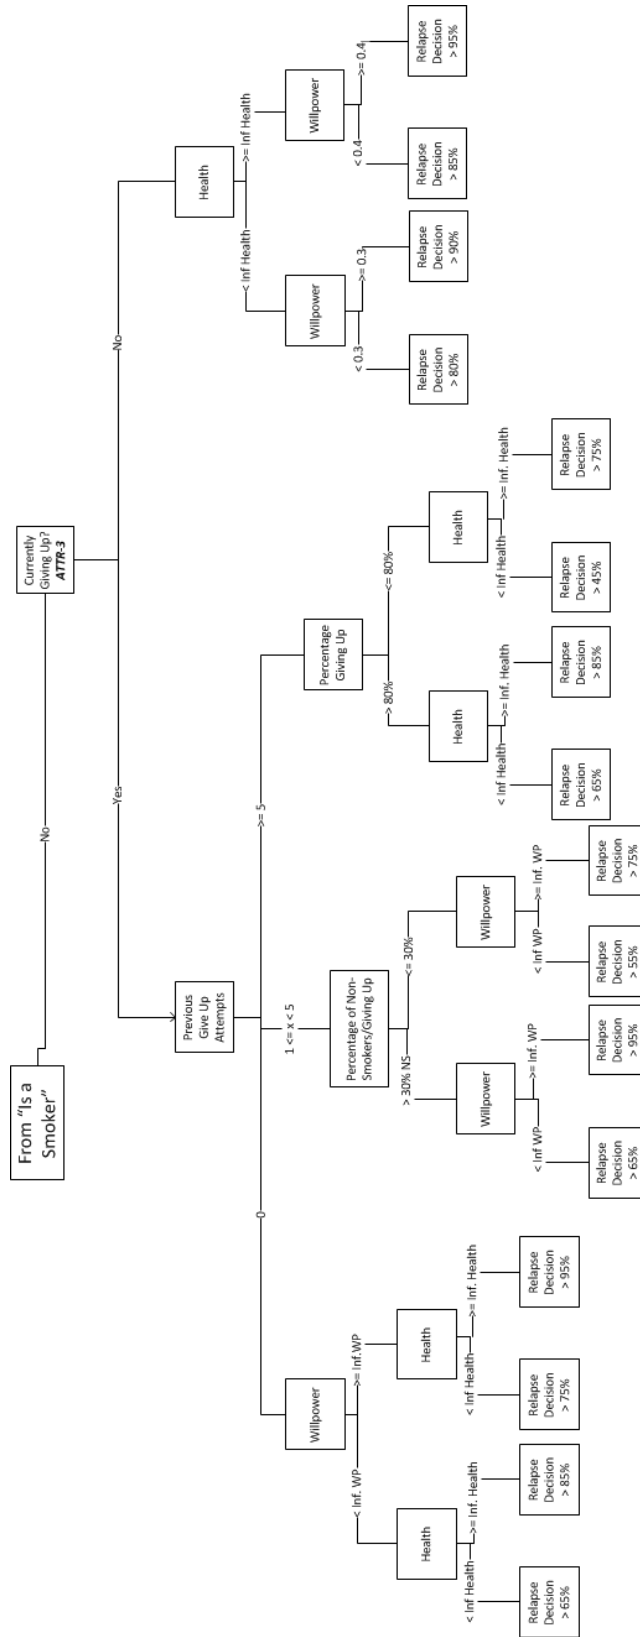 From "Is a
Smoker"
No
Currently
Giving Up?
ATTR-3
Yes
No
Previous
Give Up
Attempts
0
1 <= x < 5
>= 5
Willpower
< Inf. WP
>= Inf.WP
Health
< Inf Health
>= Inf. Health
Relapse
Decision
> 65%
Relapse
Decision
> 85%
Health
< Inf Health
>= Inf. Health
Relapse
Decision
> 75%
Relapse
Decision
> 95%
Percentage of Non-
Smokers/Giving Up
> 30% NS
<= 30%
Willpower
< Inf WP
>= Inf. WP
Relapse
Decision
> 65%
Relapse
Decision
> 95%
Willpower
< Inf WP
>= Inf. WP
Relapse
Decision
> 55%
Relapse
Decision
> 75%
Percentage
Giving Up
> 80%
<= 80%
Health
< Inf Health
>= Inf. Health
Relapse
Decision
> 65%
Relapse
Decision
> 85%
Health
< Inf Health
>= Inf. Health
Relapse
Decision
> 45%
Relapse
Decision
> 75%
Health
< Inf Health
>= Inf Health
Willpower
< 0.3
>= 0.3
Relapse
Decision
> 80%
Relapse
Decision
> 90%
Willpower
< 0.4
>= 0.4
Relapse
Decision
> 85%
Relapse
Decision
> 95%